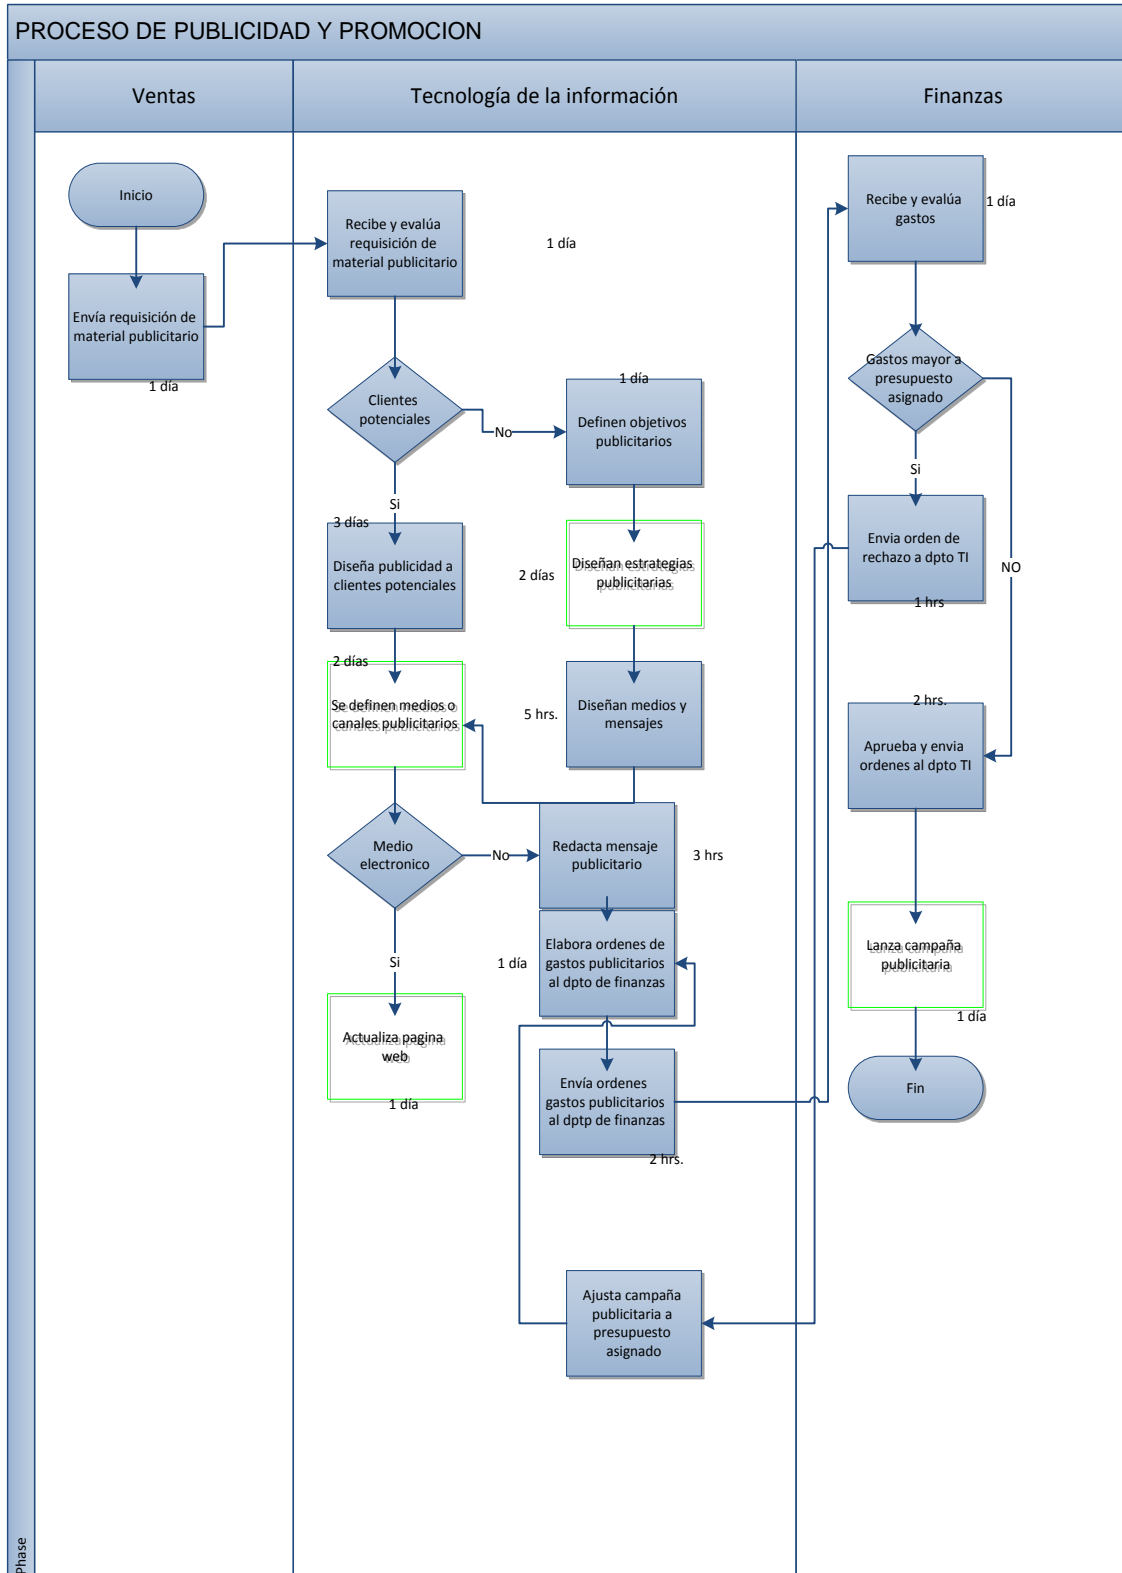 PROCESO DE PUBLICIDAD Y PROMOCION
Ventas
Tecnología de la información
Finanzas
Inicio
Envía requisición de
material publicitario
1 día
Recibe y evalúa
requisición de
material publicitario
1 día
Clientes
potenciales
No
Si
1 día
Definen objetivos
publicitarios
3 días
Diseña publicidad a
clientes potenciales
2 días
Diseñan estrategias
publicitarias
2 días
Se definen medios o
canales publicitarios
5 hrs.
Diseñan medios y
mensajes
Medio
electronico
No
Si
Redacta mensaje
publicitario
3 hrs
1 día
Elabora ordenes de
gastos publicitarios
al dpto de finanzas
Actualiza pagina
web
1 día
Envía ordenes
gastos publicitarios
al dptp de finanzas
2 hrs.
Ajusta campaña
publicitaria a
presupuesto
asignado
Recibe y evalúa
gastos
1 día
Gastos mayor a
presupuesto
asignado
Si
NO
Envia orden de
rechazo a dpto TI
1 hrs
2 hrs.
Aprueba y envia
ordenes al dpto TI
Lanza campaña
publicitaria
1 día
Fin
Phase